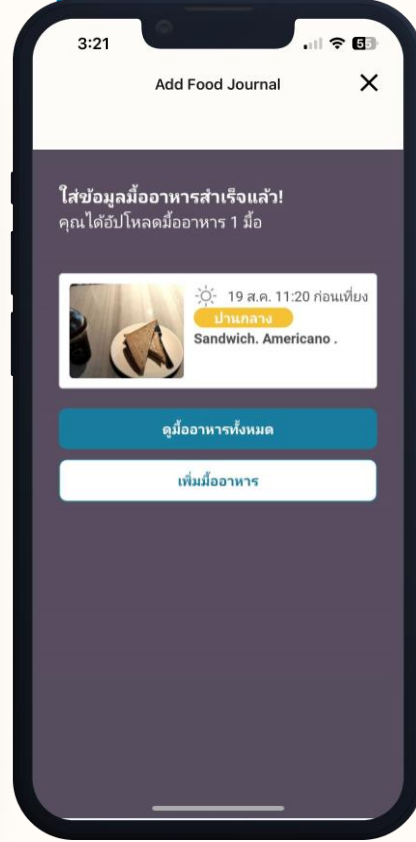 3:21
55
Add Food Journal
ใส่ข้อมูลมื้ออาหารสำเร็จแล้ว!
คุณได้อัปโหลดมื้ออาหาร 1 มื้อ
19 ส.ค. 11:20 ก่อนเที่ยง
ปานกลาง
Sandwich. Americano .
ดูมื้ออาหารทั้งหมด
เพิ่มมื้ออาหาร